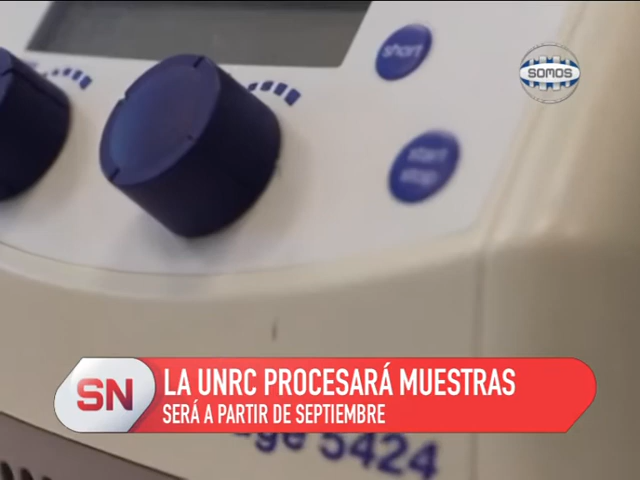 short
SOMOS
start
stop
SN
LA UNRC PROCESARÁ MUESTRAS
SERÁ A PARTIR DE SEPTIEMBRE
5424